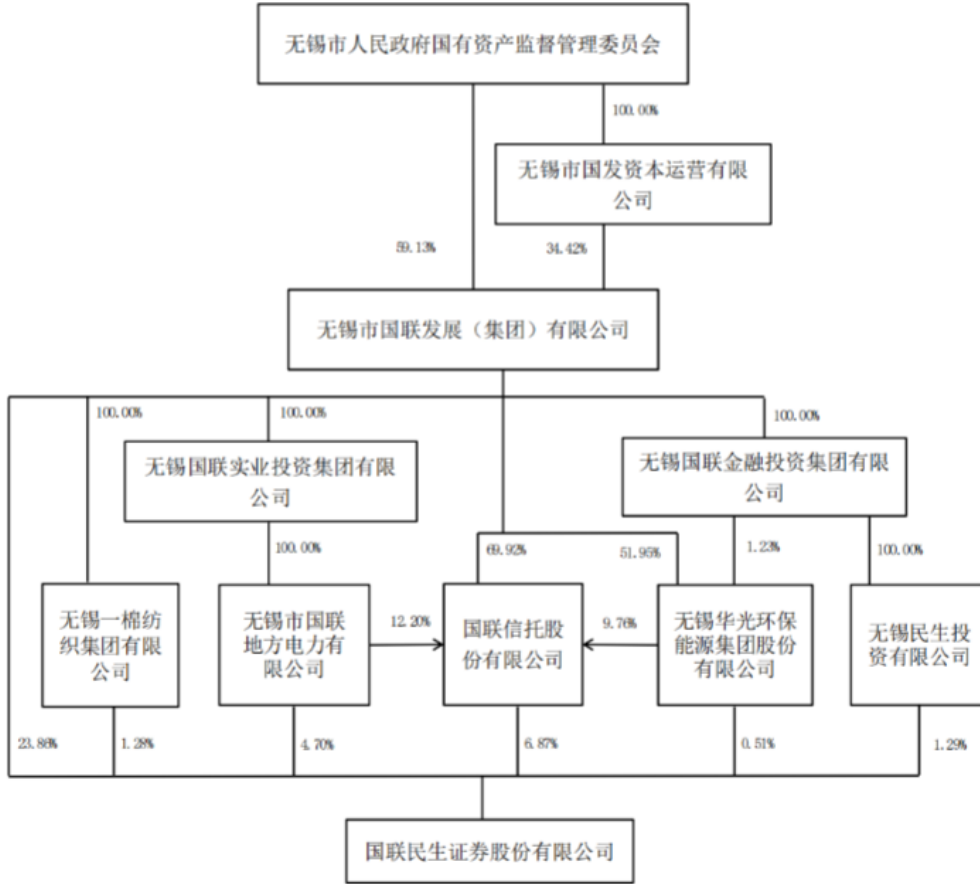 无锡市人民政府国有资产监督管理委员会
100.00%
无锡市国发资本运营有限
公司
59.13%
34.42%
无锡市国联发展（集团）有限公司
100.00%
100.00%
100.00%
无锡国联实业投资集团有限
公司
无锡国联金融投资集团有限
公司
100.00%
69.92%
51.95%
1.23%
100.00%
无锡一棉纺
织集团有限
公司
无锡市国联
地方电力有
限公司
12.20%
国联信托股
份有限公司
9.76%
无锡华光环保
能源集团股份
有限公司
无锡民生投
资有限公司
23.86%
1.28%
4.70%
6.87%
0.51%
1.29%
国联民生证券股份有限公司